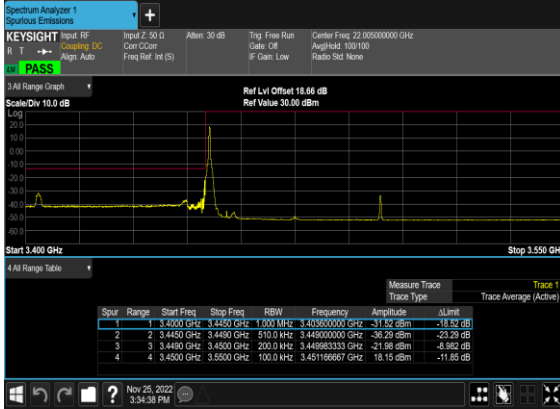 Spectrum Analyzer 1
Spurious Emissions
+
KEYSIGHT Input: RF Input Z: 50 Ω Atten: 30 dB Trig: Free Run Center Freq: 22.005000000 GHz
R T Coupling: DC Corr CCorr Gate: Off Avg|Hold: 100/100
Align: Auto Freq Ref: Int (S) IF Gain: Low Radio Std: None
PASS
3 All Range Graph
Ref Lvl Offset 18.66 dB
Scale/Div 10.0 dB Ref Value 30.00 dBm
Log
20.0
10.0
0.00
-10.0
-20.0
-30.0
-40.0
-50.0
-60.0
Start 3.400 GHz Stop 3.550 GH
4 All Range Table
Measure Trace Trace 1
Trace Type Trace Average (Active)
Spur Range Start Freq Stop Freq RBW Frequency Amplitude ΔLimit
1 1 3.4000 GHz 3.4450 GHz 1.000 MHz 3.403600000 GHz -31.52 dBm -18.52 dB
2 2 3.4450 GHz 3.4490 GHz 510.0 kHz 3.449000000 GHz -36.29 dBm -23.29 dB
3 3 3.4490 GHz 3.4500 GHz 200.0 kHz 3.449983333 GHz -21.98 dBm -8.982 dB
4 4 3.4500 GHz 3.5500 GHz 100.0 kHz 3.451166667 GHz 18.15 dBm -11.85 dB
?
Nov 25, 2022
3:34:38 PM